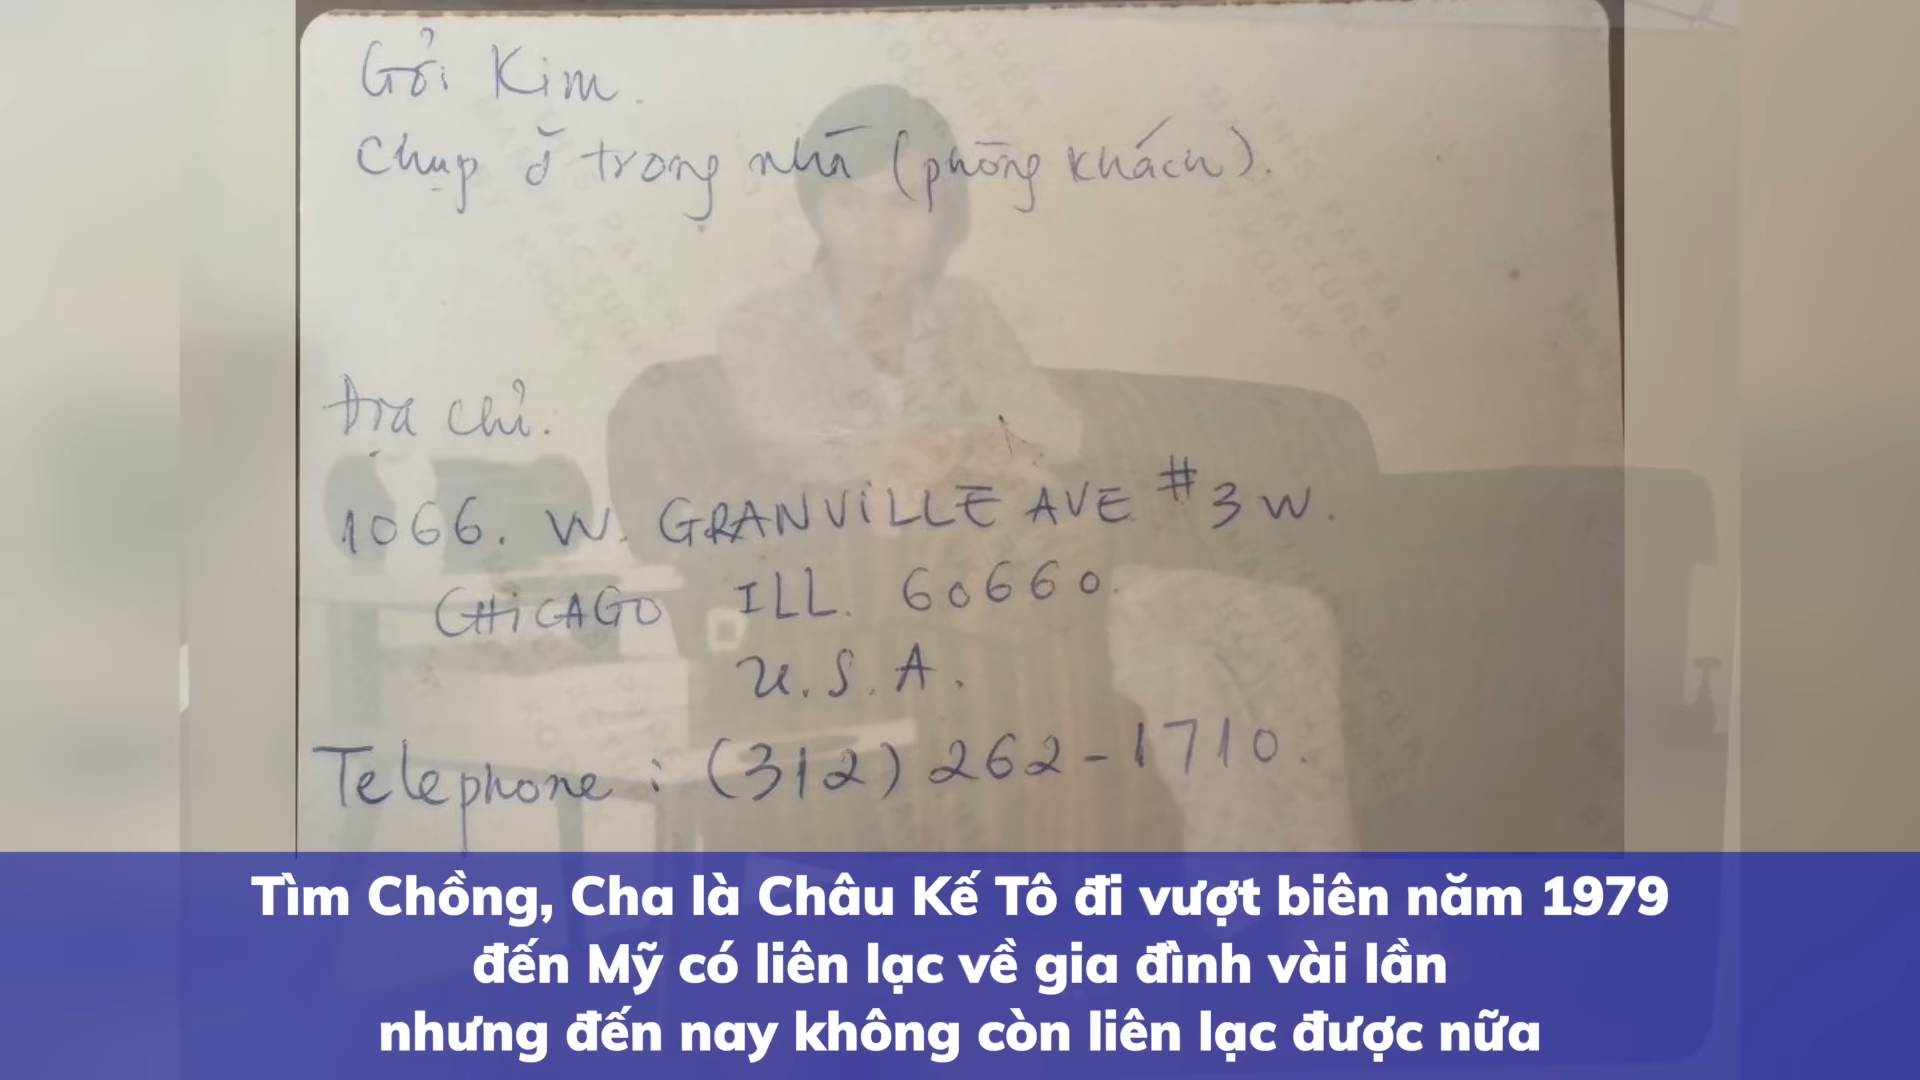 Gởi Kim.
Chụp ở trong nhà (phòng khách).
Địa chỉ.
1066. W. GRANVILLE AVE #3W.
CHICAGO ILL. 60660.
U.S.A.
Telephone : (312) 262-1710.
Tìm Chồng, Cha là Châu Kế Tô đi vượt biên năm 1979
đến Mỹ có liên lạc về gia đình vài lần
nhưng đến nay không còn liên lạc được nữa